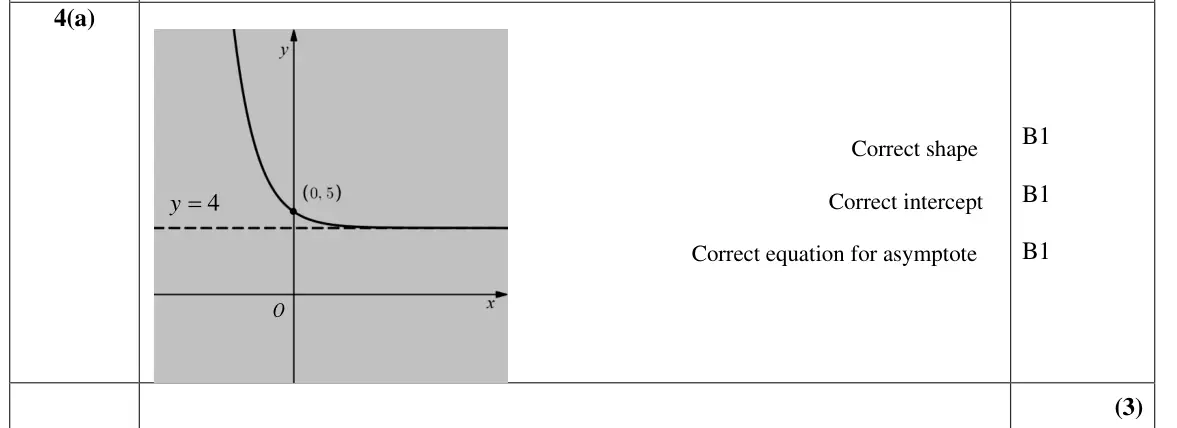 4(a)
y
(0, 5)
y = 4
O
x
Correct shape B1
Correct intercept B1
Correct equation for asymptote B1
(3)